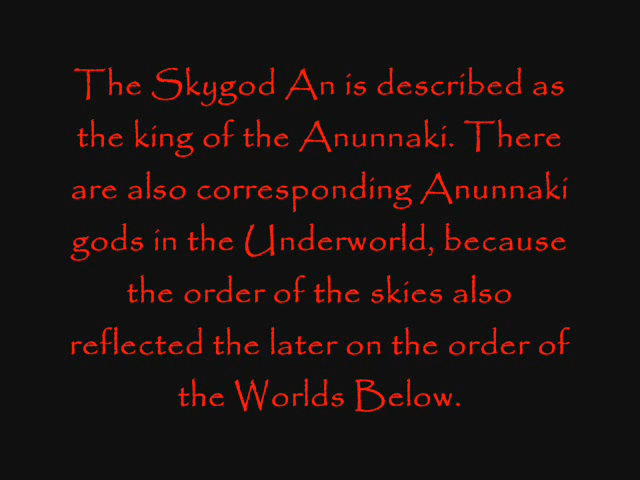 The Skygod An is described as
the king of the Anunnaki. There
are also corresponding Anunnaki
gods in the Underworld, because
the order of the skies also
reflected the later on the order of
the Worlds Below.